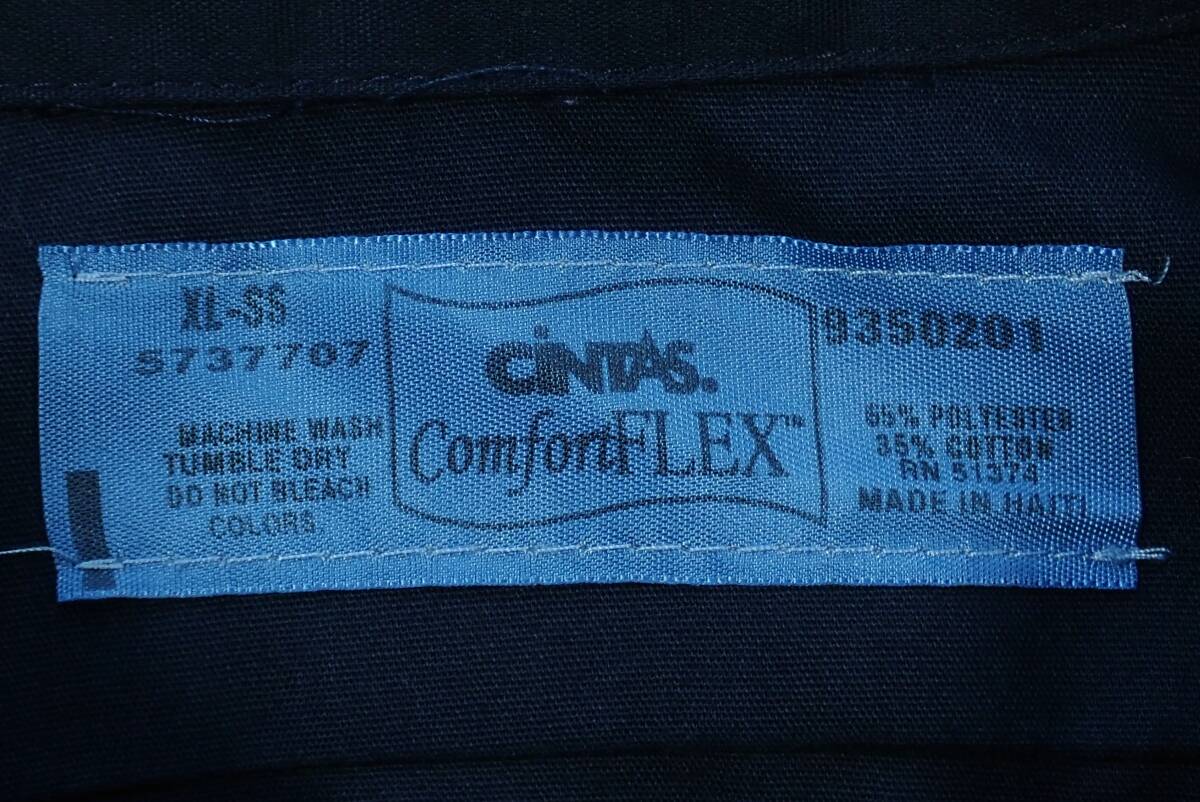 XL-SS
S737707
MACHINE WASH
TUMBLE DRY
DO NOT BLEACH
COLORS
CINTAS.
ComfortFLEX™
9350201
65% POLYESTER
35% COTTON
RN 51374
MADE IN HAITI